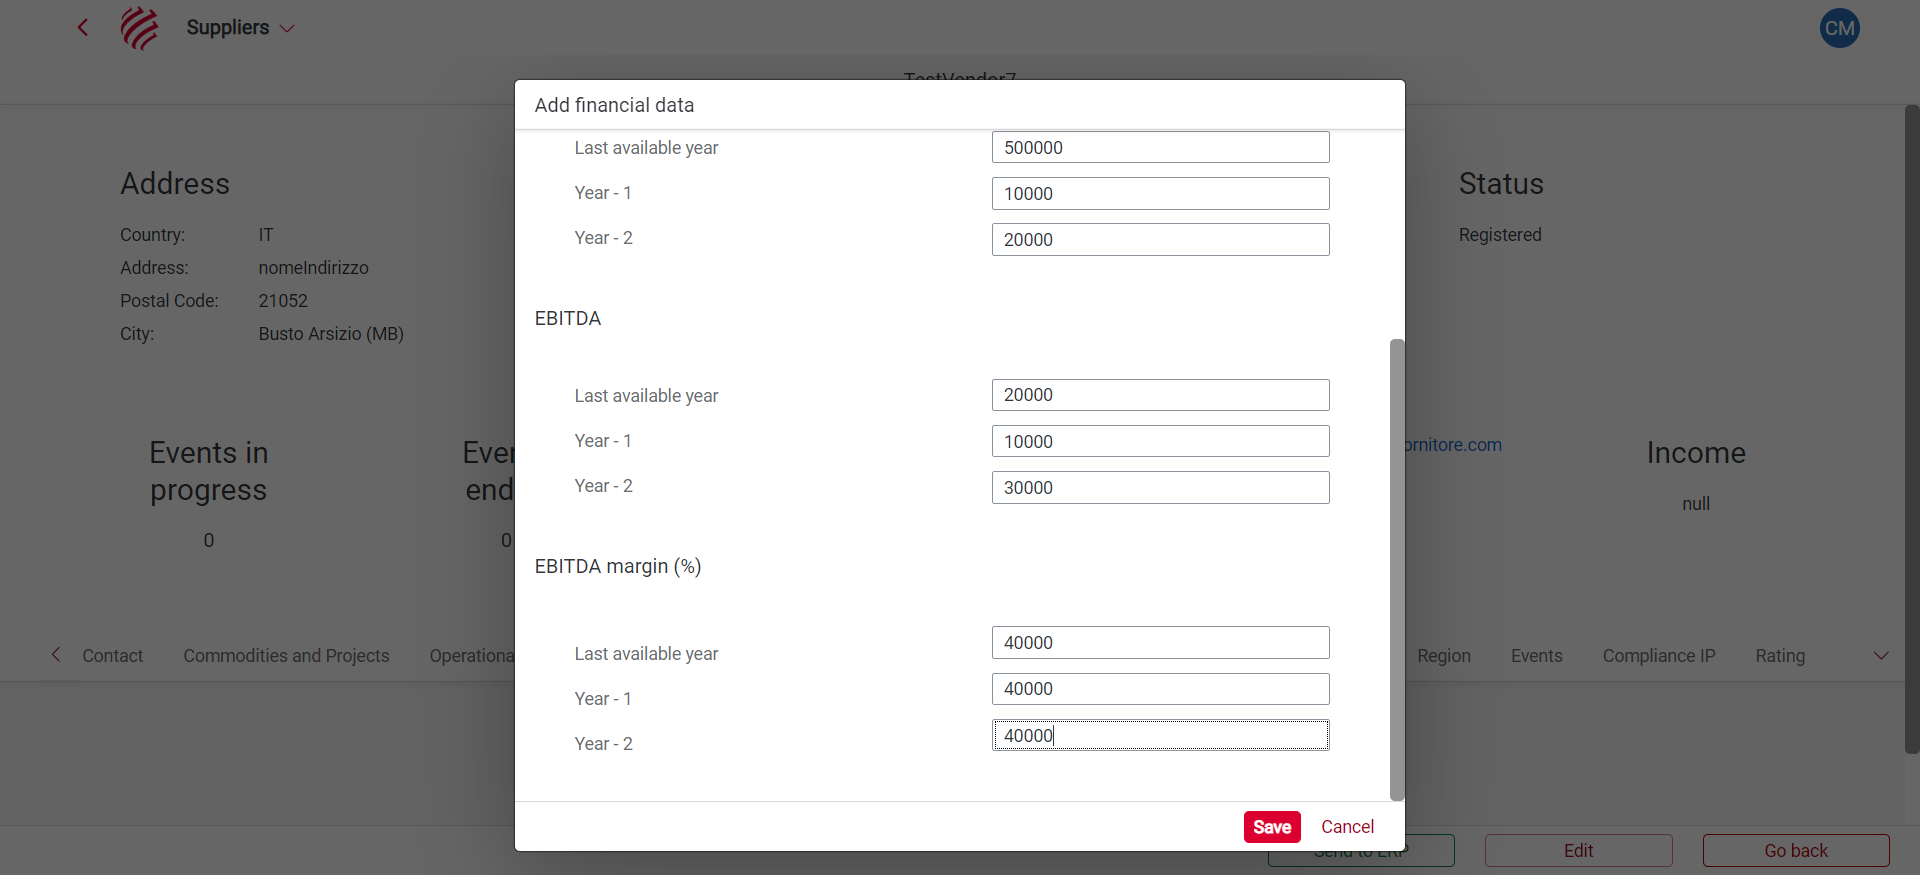 Suppliers
CM
TestVendor7
Add financial data
Last available year 500000
Year - 1 10000
Year - 2 20000
EBITDA
Last available year 20000
Year - 1 10000
Year - 2 30000
EBITDA margin (%)
Last available year 40000
Year - 1 40000
Year - 2 40000
Save Cancel
Address
Country: IT
Address: nomeIndirizzo
Postal Code: 21052
City: Busto Arsizio (MB)
Status
Registered
Events in
progress
0
0
ornitore.com
Income
null
Contact Commodities and Projects Operationa Region Events Compliance IP Rating
Send to ERP Edit Go back